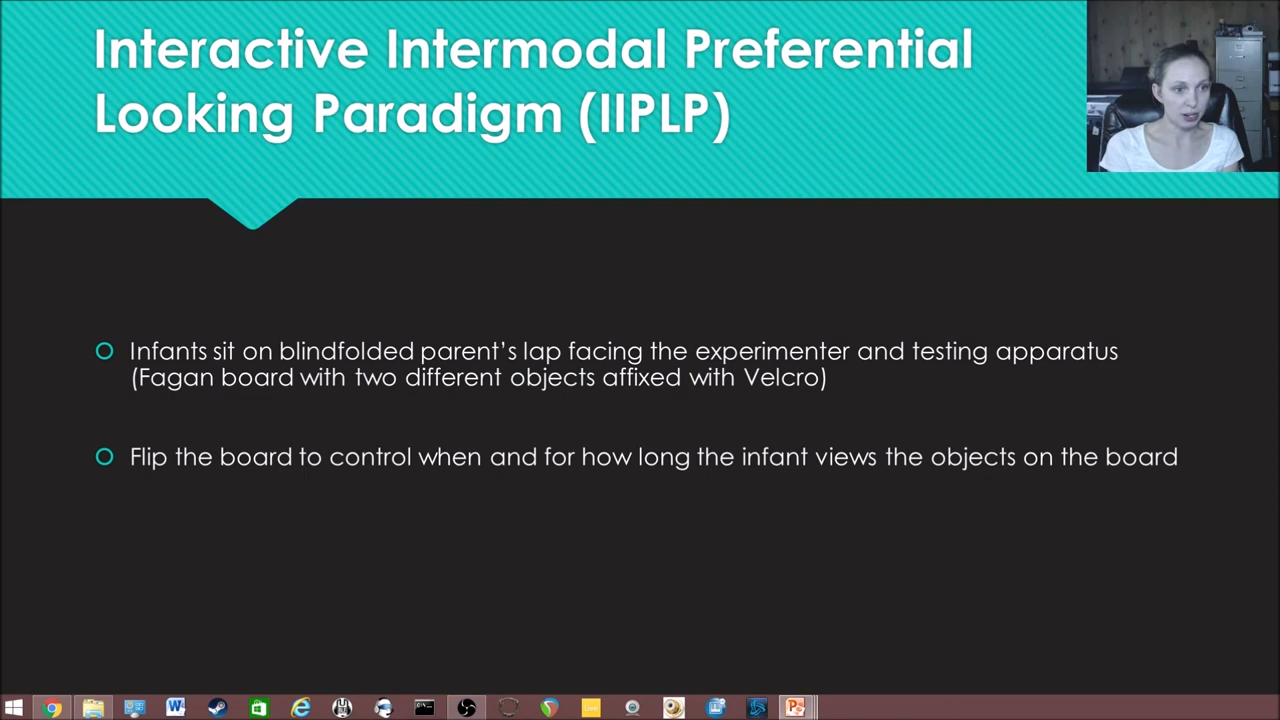 Interactive Intermodal Preferential
Looking Paradigm (IIPLP)
Infants sit on blindfolded parent's lap facing the experimenter and testing apparatus
(Fagan board with two different objects affixed with Velcro)
Flip the board to control when and for how long the infant views the objects on the board